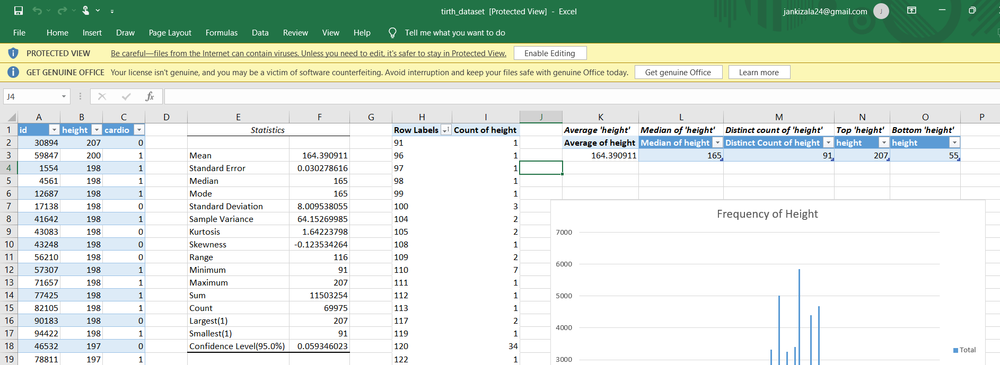 tirth_dataset [Protected View] - Excel
jankizala24@gmail.com
J
File Home Insert Draw Page Layout Formulas Data Review View Help Tell me what you want to do
PROTECTED VIEW Be careful—files from the Internet can contain viruses. Unless you need to edit, it's safer to stay in Protected View. Enable Editing
GET GENUINE OFFICE Your license isn't genuine, and you may be a victim of software counterfeiting. Avoid interruption and keep your files safe with genuine Office today. Get genuine Office Learn more
J4 fx
A B C D E F G H I J K L M N O P
1 id height cardio Statistics Row Labels Count of height Average 'height' Median of 'height' Distinct count of 'height' Top 'height' Bottom 'height'
2 30894 207 0 91 1 Average of height Median of height Distinct Count of height height height
3 59847 200 1 Mean 164.390911 96 1 164.390911 165 91 207 55
4 1554 198 1 Standard Error 0.030278616 97 1
5 4561 198 1 Median 165 98 1
6 12687 198 1 Mode 165 99 1
7 17138 198 0 Standard Deviation 8.009538055 100 3
8 41642 198 1 Sample Variance 64.15269985 104 2
9 43083 198 0 Kurtosis 1.64223798 105 2
10 43248 198 0 Skewness -0.123534264 108 1
11 56210 198 0 Range 116 109 2
12 57307 198 1 Minimum 91 110 7
13 71657 198 1 Maximum 207 111 1
14 77425 198 1 Sum 11503254 112 1
15 82105 198 1 Count 69975 113 1
16 90183 198 0 Largest(1) 207 117 2
17 94422 198 1 Smallest(1) 91 119 1
18 46532 197 0 Confidence Level(95.0%) 0.059346023 120 34
19 78811 197 1 122 1
Frequency of Height
7000
6000
5000
4000
3000
Total